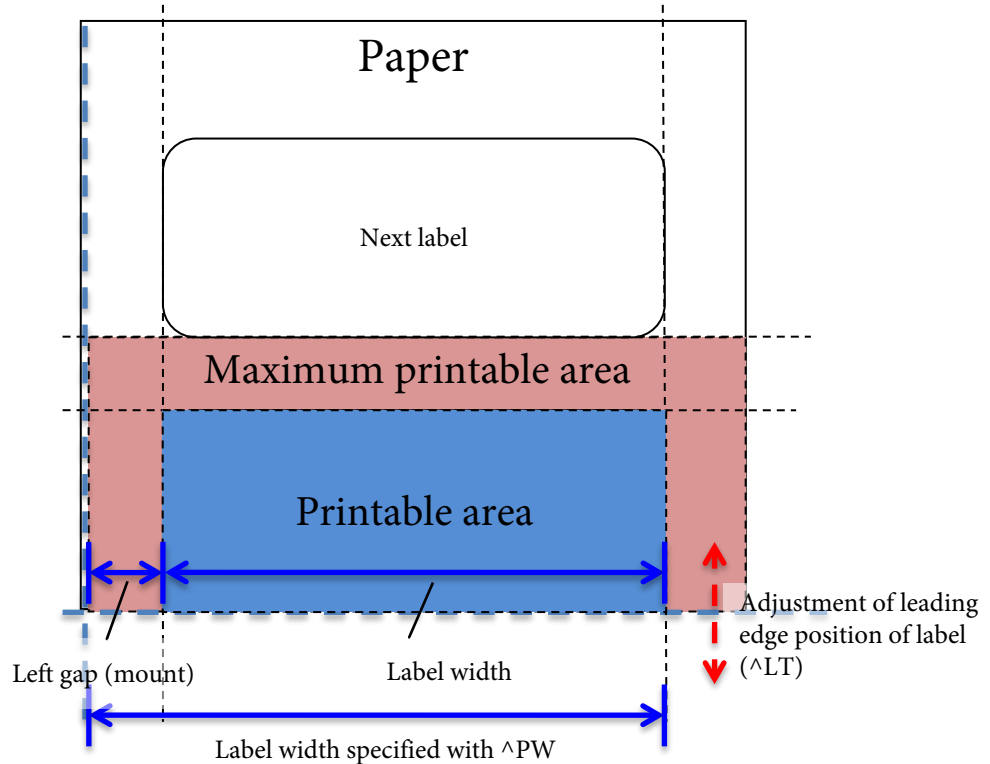 Paper
Next label
Maximum printable area
Printable area
Adjustment of leading
edge position of label
(^LT)
Left gap (mount)
Label width
Label width specified with ^PW